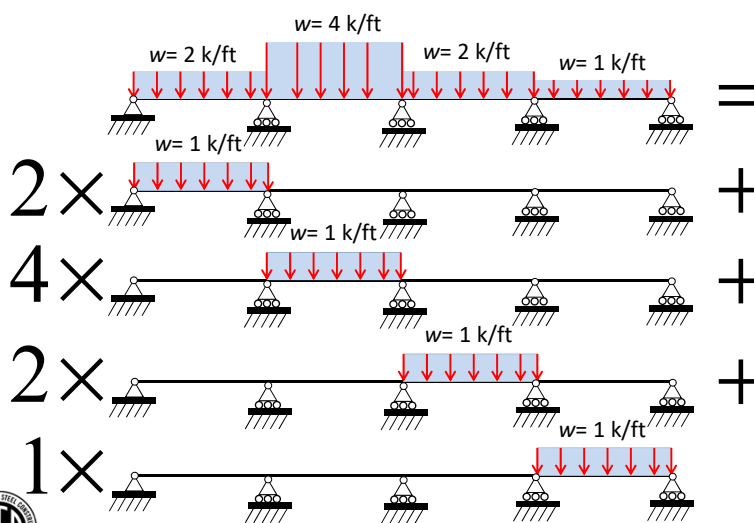 w= 2 k/ft
w= 4 k/ft
w= 2 k/ft
w= 1 k/ft
=
w= 1 k/ft
2× +
w= 1 k/ft
4× +
w= 1 k/ft
2× +
w= 1 k/ft
1×